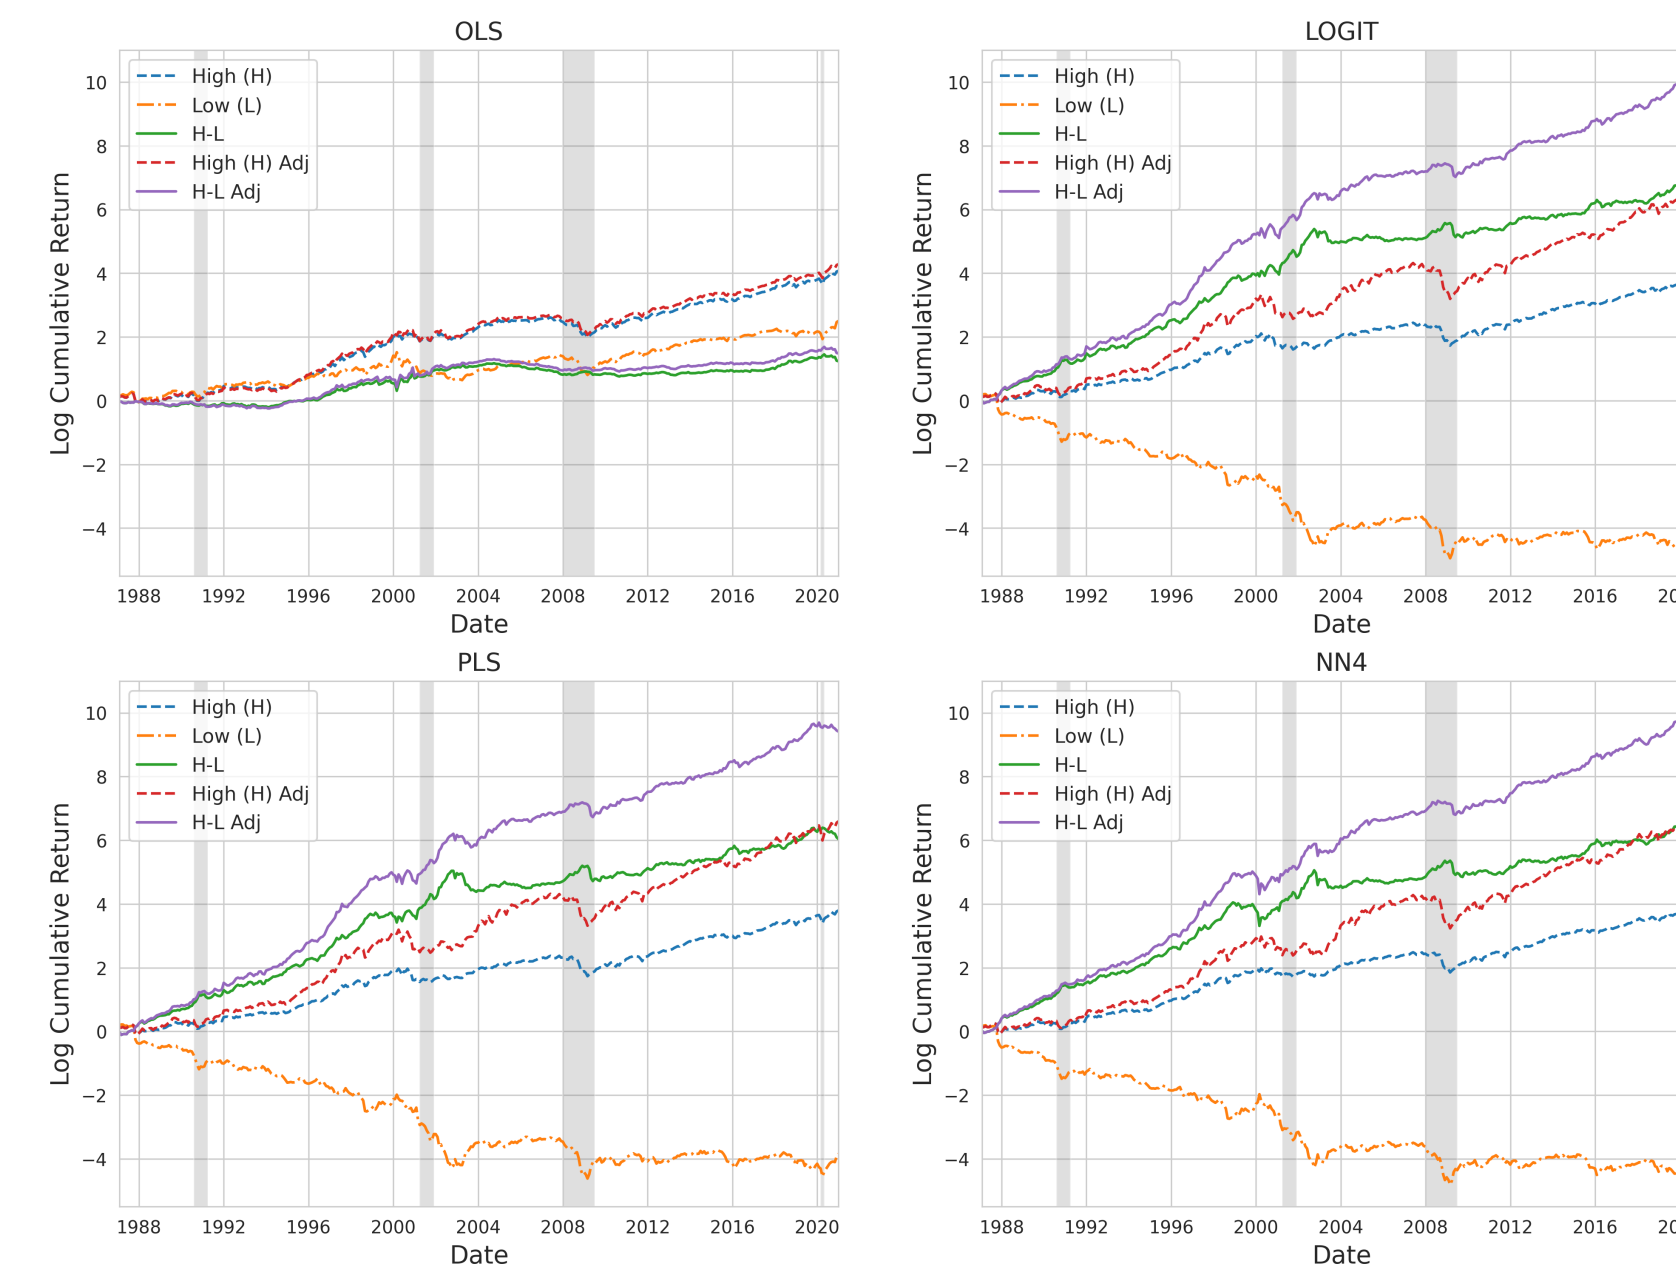 OLS
High (H)
Low (L)
H-L
High (H) Adj
H-L Adj
10
8
6
4
2
0
−2
−4
Log Cumulative Return
1988 1992 1996 2000 2004 2008 2012 2016 2020
Date
LOGIT
High (H)
Low (L)
H-L
High (H) Adj
H-L Adj
10
8
6
4
2
0
−2
−4
Log Cumulative Return
1988 1992 1996 2000 2004 2008 2012 2016 20
Date
PLS
High (H)
Low (L)
H-L
High (H) Adj
H-L Adj
10
8
6
4
2
0
−2
−4
Log Cumulative Return
1988 1992 1996 2000 2004 2008 2012 2016 2020
Date
NN4
High (H)
Low (L)
H-L
High (H) Adj
H-L Adj
10
8
6
4
2
0
−2
−4
Log Cumulative Return
1988 1992 1996 2000 2004 2008 2012 2016 20
Date